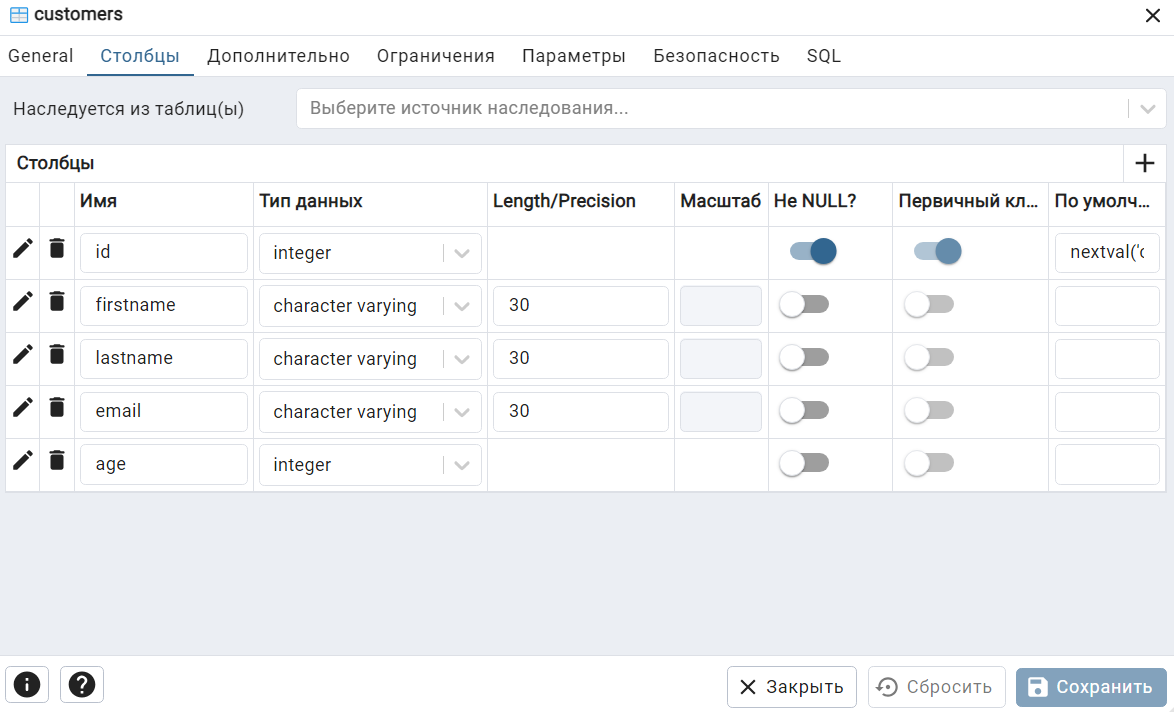 customers
General Столбцы Дополнительно Ограничения Параметры Безопасность SQL
Наследуется из таблиц(ы) Выберите источник наследования...
Столбцы
Имя Тип данных Length/Precision Масштаб Не NULL? Первичный кл... По умолч...
id integer nextval('c
firstname character varying 30
lastname character varying 30
email character varying 30
age integer
Закрыть Сбросить Сохранить